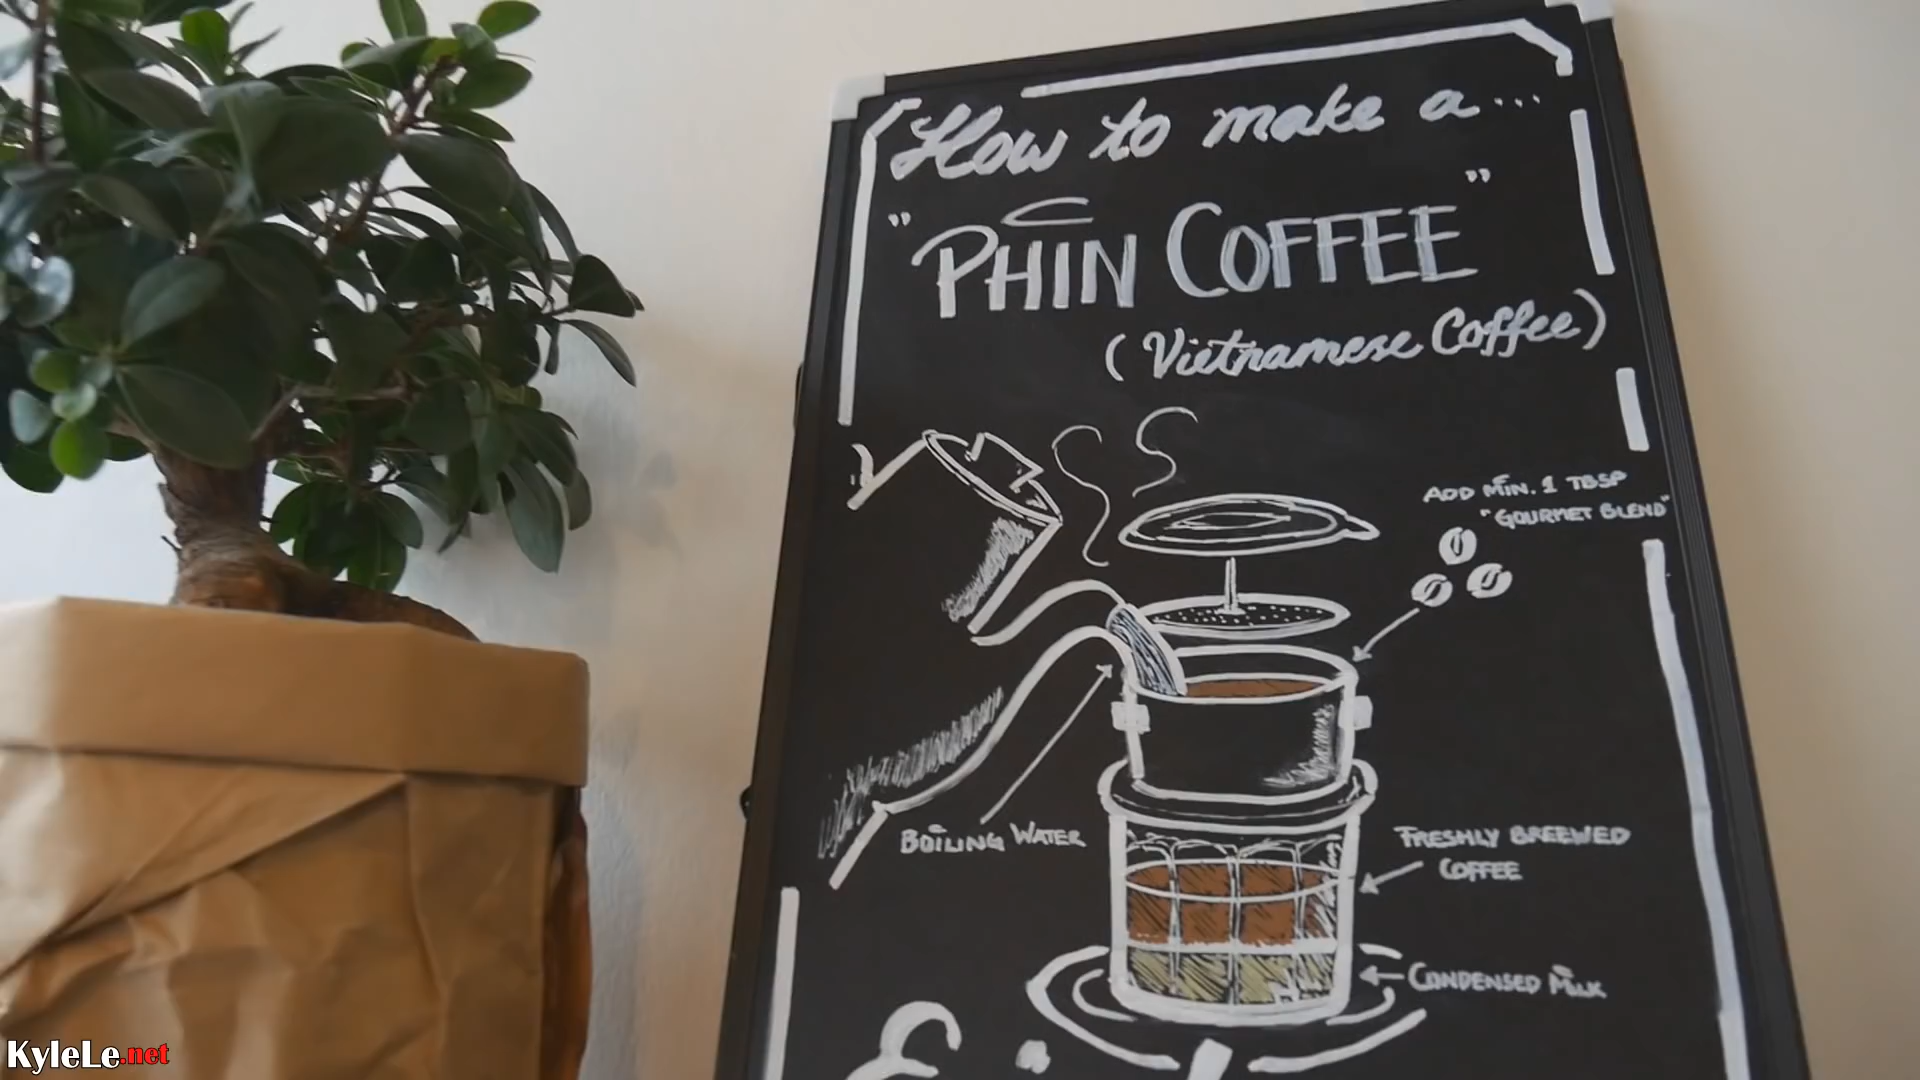 How to make a...
"PHIN COFFEE"
(Vietnamese Coffee)
ADD MIN. 1 TBSP
"GOURMET BLEND"
BOILING WATER
FRESHLY BREEWED
COFFEE
CONDENSED MILK
KyleLe.net